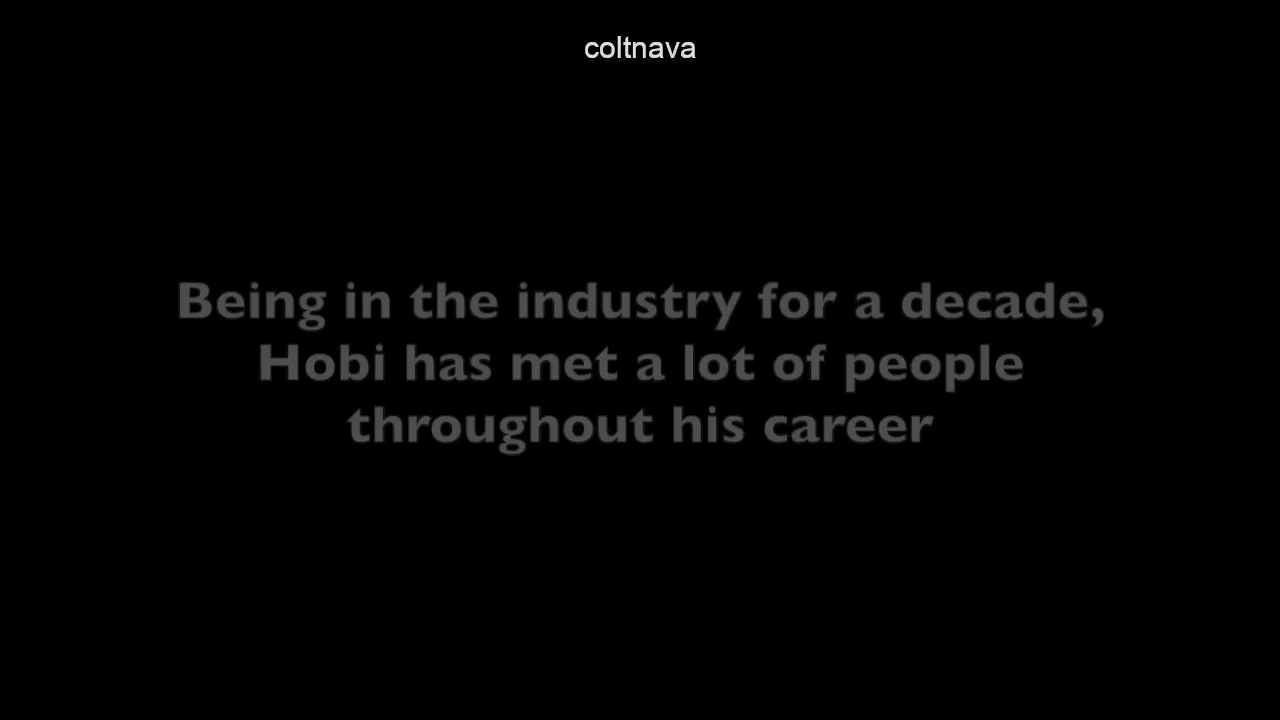 coltnava
Being in the industry for a decade,
Hobi has met a lot of people
throughout his career